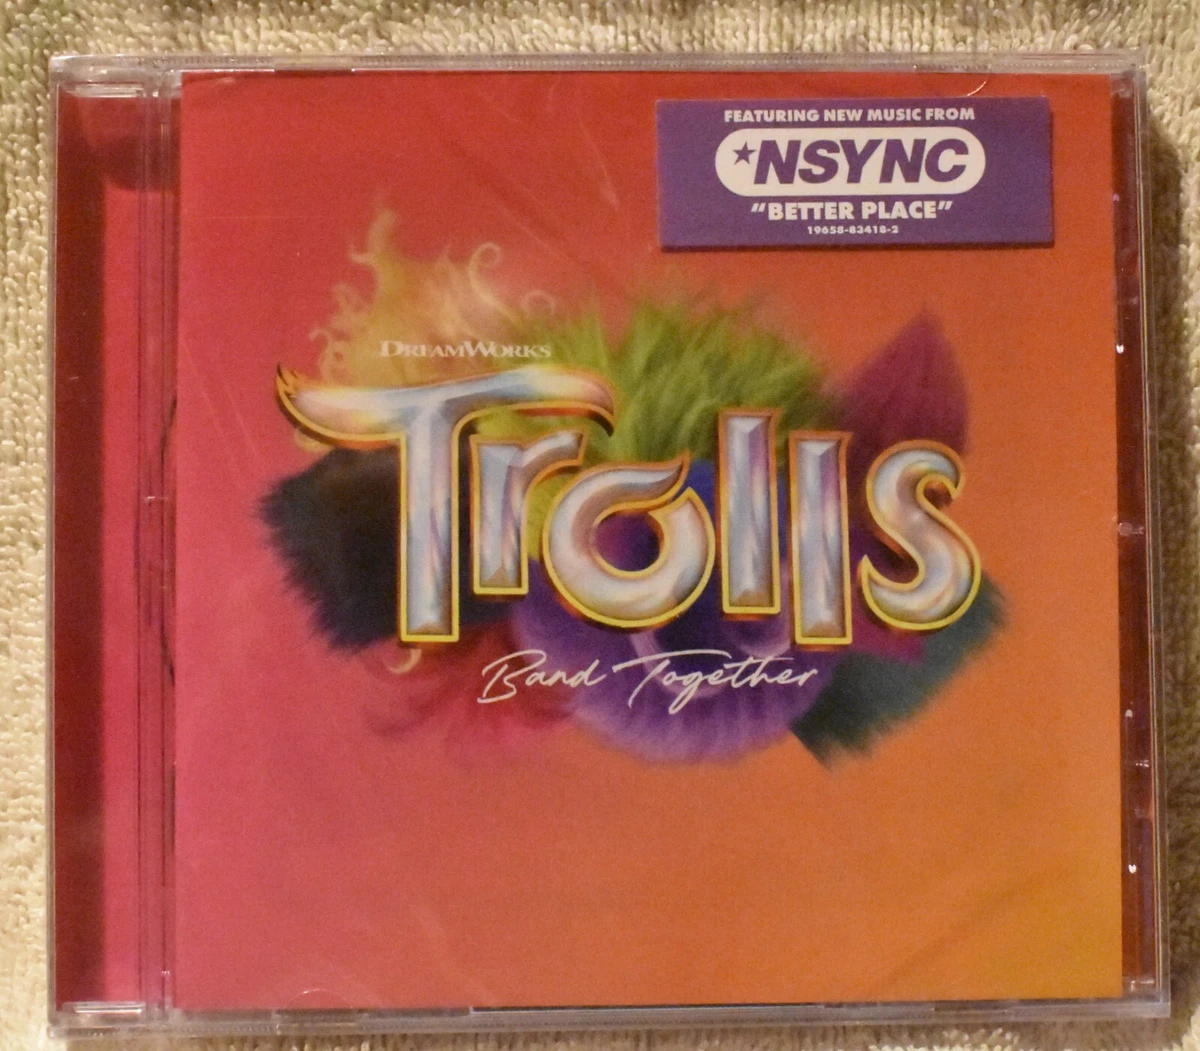 FEATURING NEW MUSIC FROM
*NSYNC
"BETTER PLACE"
19658-83418-2
DREAMWORKS
Trolls
Band Together